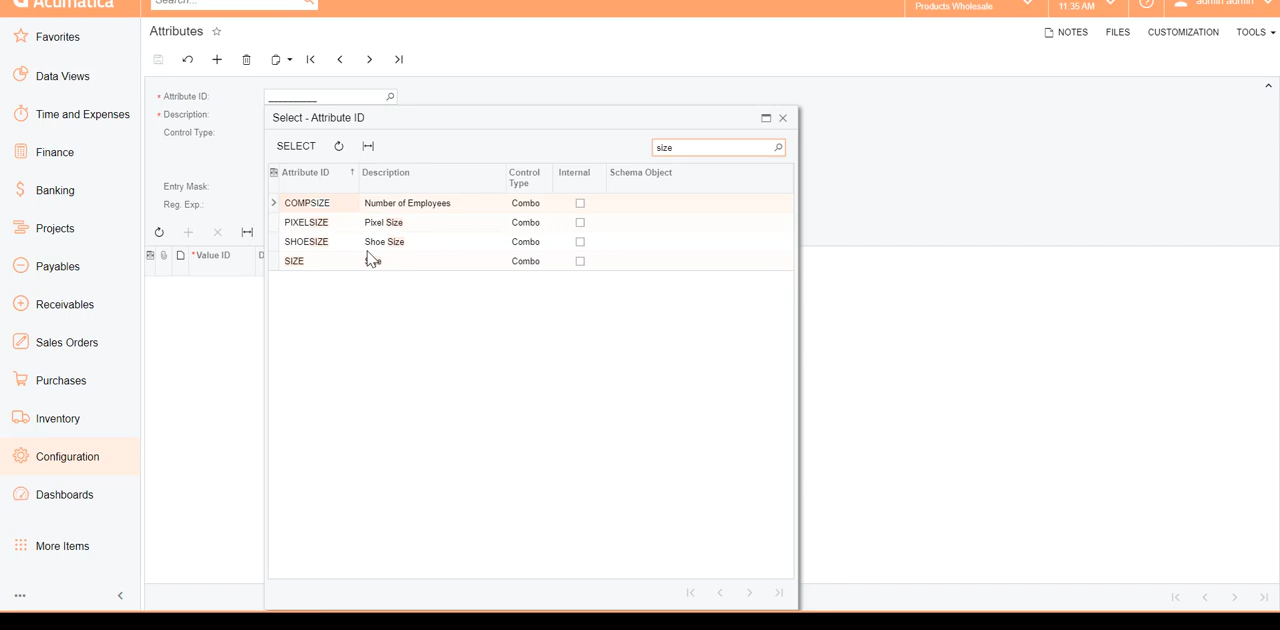 Acumatica
Search...
Products Wholesale
11:35 AM
admin admin
Favorites
Data Views
Time and Expenses
Finance
Banking
Projects
Payables
Receivables
Sales Orders
Purchases
Inventory
Configuration
Dashboards
More Items
Attributes
NOTES FILES CUSTOMIZATION TOOLS
* Attribute ID:
* Description:
Control Type:
Entry Mask:
Reg. Exp.:
* Value ID D
Select - Attribute ID
SELECT
size
Attribute ID Description Control Type Internal Schema Object
COMPSIZE Number of Employees Combo
PIXELSIZE Pixel Size Combo
SHOESIZE Shoe Size Combo
SIZE Combo